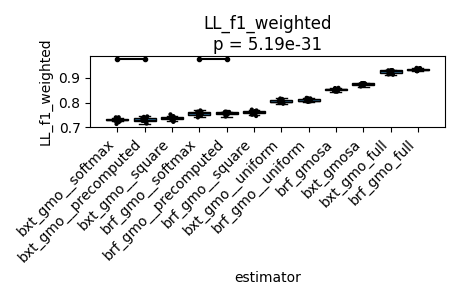 LL_f1_weighted
p = 5.19e-31
LL_f1_weighted
0.9
0.8
0.7
bxt_gmo__softmax
bxt_gmo__precomputed
bxt_gmo__square
brf_gmo__softmax
brf_gmo__precomputed
brf_gmo__square
bxt_gmo__uniform
brf_gmo__uniform
brf_gmosa
bxt_gmosa
bxt_gmo_full
brf_gmo_full
estimator